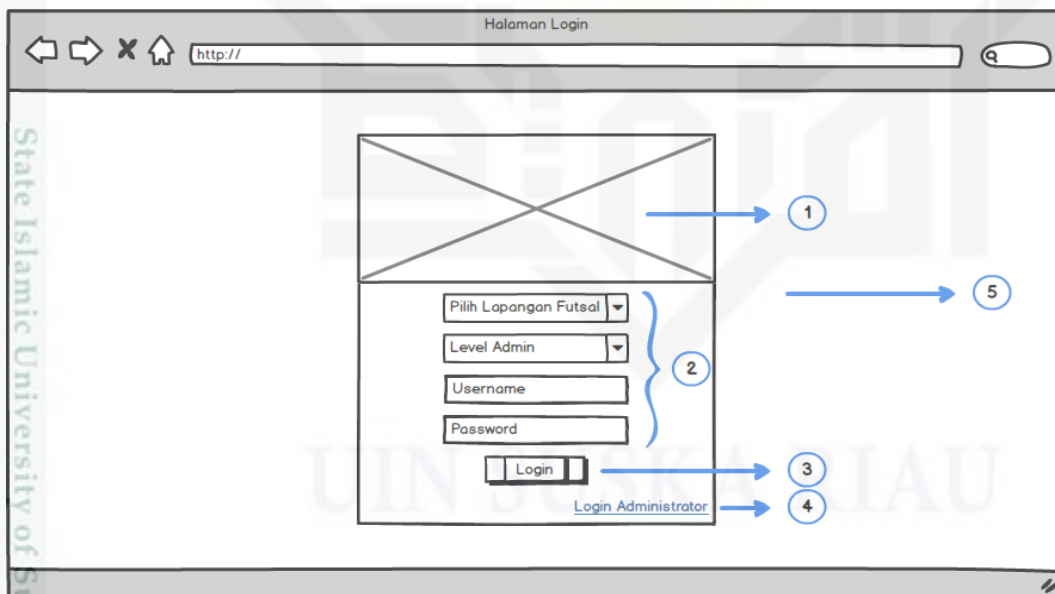 Halaman Login
http://
1
5
Pilih Lapangan Futsal
Level Admin
2
Username
Password
Login
3
Login Administrator
4
UIN SUSKA RIAU
State Islamic University of Su